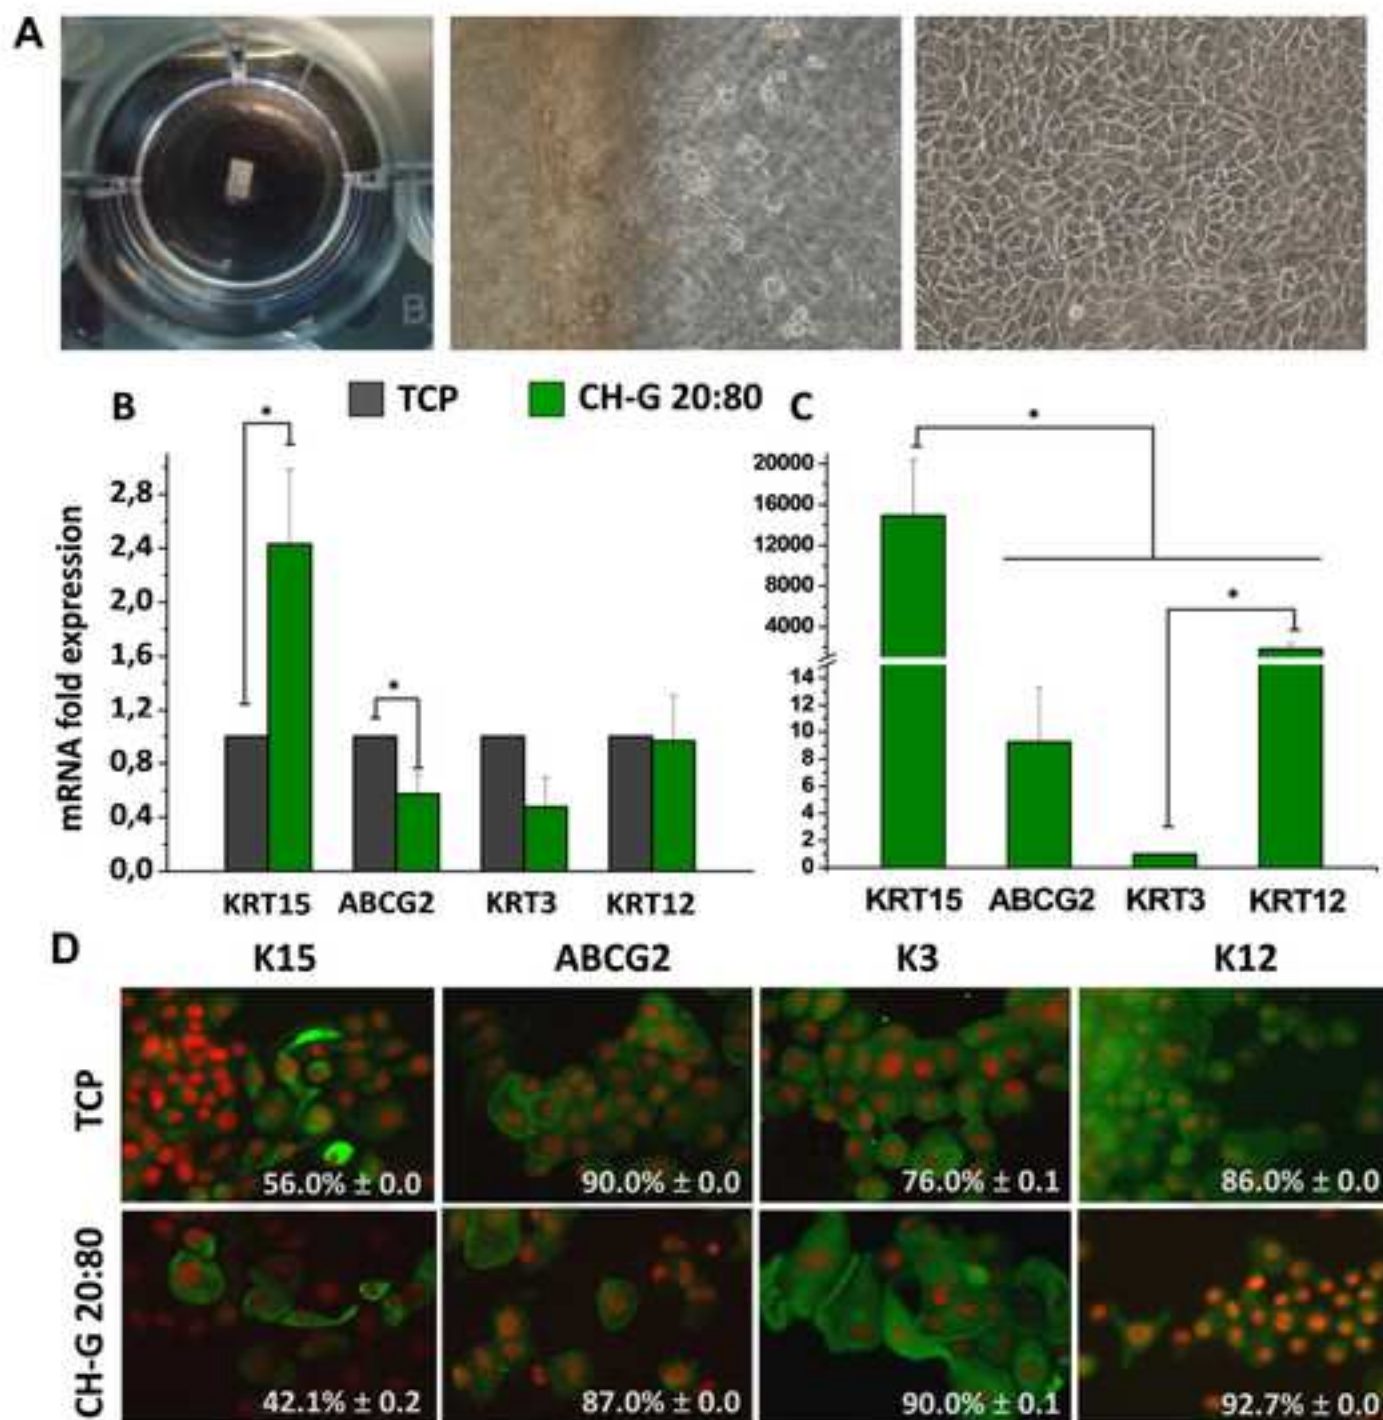 A
B
B
TCP
CH-G 20:80
C
*
*
*
*
mRNA fold expression
2,8
2,4
2,0
1,6
1,2
0,8
0,4
0,0
KRT15 ABCG2 KRT3 KRT12
20000
16000
12000
8000
4000
14
12
10
8
6
4
2
0
KRT15 ABCG2 KRT3 KRT12
D
K15 ABCG2 K3 K12
TCP
56.0% ± 0.0
90.0% ± 0.0
76.0% ± 0.1
86.0% ± 0.0
CH-G 20:80
42.1% ± 0.2
87.0% ± 0.0
90.0% ± 0.1
92.7% ± 0.0